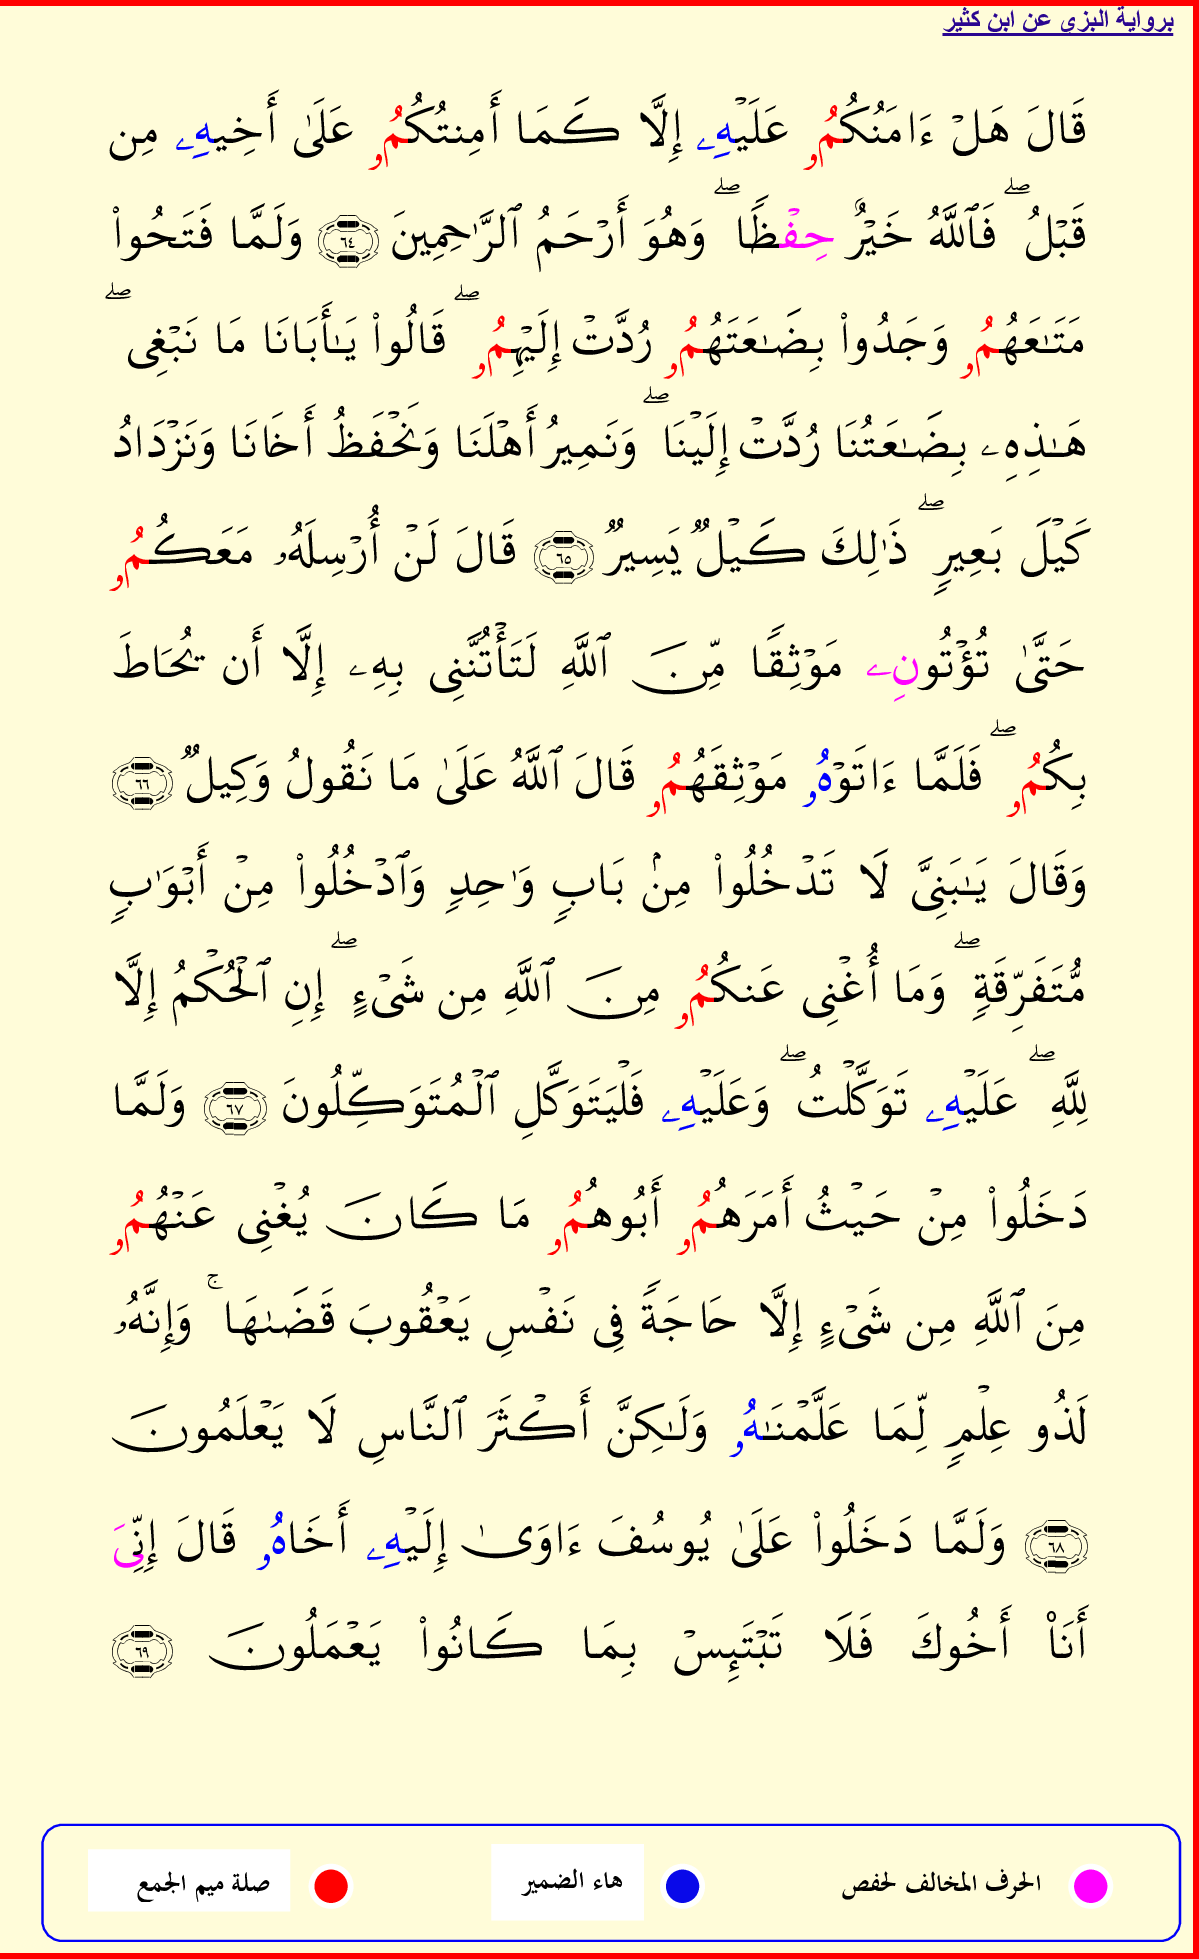 برواية البزي عن ابن كثير
قَالَ هَلْ ءَامَنُكُمُۥ عَلَيْهِۦ إِلَّا كَمَا أَمِنتُكُمُۥ عَلَىٰ أَخِيهِۦ مِن
قَبْلُ ۖ فَٱللَّهُ خَيْرٌ حِفْظًا ۖ وَهُوَ أَرْحَمُ ٱلرَّٰحِمِينَ ٦٤ وَلَمَّا فَتَحُوا۟
مَتَـٰعَهُمُۥ وَجَدُوا۟ بِضَـٰعَتَهُمُۥ رُدَّتْ إِلَيْهِمُۥ ۖ قَالُوا۟ يَـٰأَبَانَا مَا نَبْغِى ۖ
هَـٰذِهِۦ بِضَـٰعَتُنَا رُدَّتْ إِلَيْنَا ۖ وَنَمِيرُ أَهْلَنَا وَنَحْفَظُ أَخَانَا وَنَزْدَادُ
كَيْلَ بَعِيرٍ ۖ ذَٰلِكَ كَيْلٌ يَسِيرٌ ٦٥ قَالَ لَنْ أُرْسِلَهُۥ مَعَكُمُۥ
حَتَّىٰ تُؤْتُونِۦ مَوْثِقًا مِّنَ ٱللَّهِ لَتَأْتُنَّنِى بِهِۦ إِلَّا أَن يُحَاطَ
بِكُمُۥ ۖ فَلَمَّا ءَاتَوْهُۥ مَوْثِقَهُمُۥ قَالَ ٱللَّهُ عَلَىٰ مَا نَقُولُ وَكِيلٌ ٦٦
وَقَالَ يَـٰبَنِىَّ لَا تَدْخُلُوا۟ مِنۢ بَابٍ وَٰحِدٍ وَٱدْخُلُوا۟ مِنْ أَبْوَٰبٍ
مُّتَفَرِّقَةٍ ۖ وَمَا أُغْنِى عَنكُمُۥ مِنَ ٱللَّهِ مِن شَىْءٍ ۖ إِنِ ٱلْحُكْمُ إِلَّا
لِلَّهِ ۖ عَلَيْهِۦ تَوَكَّلْتُ ۖ وَعَلَيْهِۦ فَلْيَتَوَكَّلِ ٱلْمُتَوَكِّلُونَ ٦٧ وَلَمَّا
دَخَلُوا۟ مِنْ حَيْثُ أَمَرَهُمُۥ أَبُوهُمُۥ مَا كَانَ يُغْنِى عَنْهُمُۥ
مِنَ ٱللَّهِ مِن شَىْءٍ إِلَّا حَاجَةً فِى نَفْسِ يَعْقُوبَ قَضَىٰهَا ۚ وَإِنَّهُۥ
لَذُو عِلْمٍ لِّمَا عَلَّمْنَـٰهُۥ وَلَـٰكِنَّ أَكْثَرَ ٱلنَّاسِ لَا يَعْلَمُونَ
٦٨ وَلَمَّا دَخَلُوا۟ عَلَىٰ يُوسُفَ ءَاوَىٰ إِلَيْهِۦ أَخَاهُۥ قَالَ إِنِّىَ
أَنَا۠ أَخُوكَ فَلَا تَبْتَئِسْ بِمَا كَانُوا۟ يَعْمَلُونَ ٦٩
الحرف المخالف لحفص هاء الضمير صلة ميم الجمع